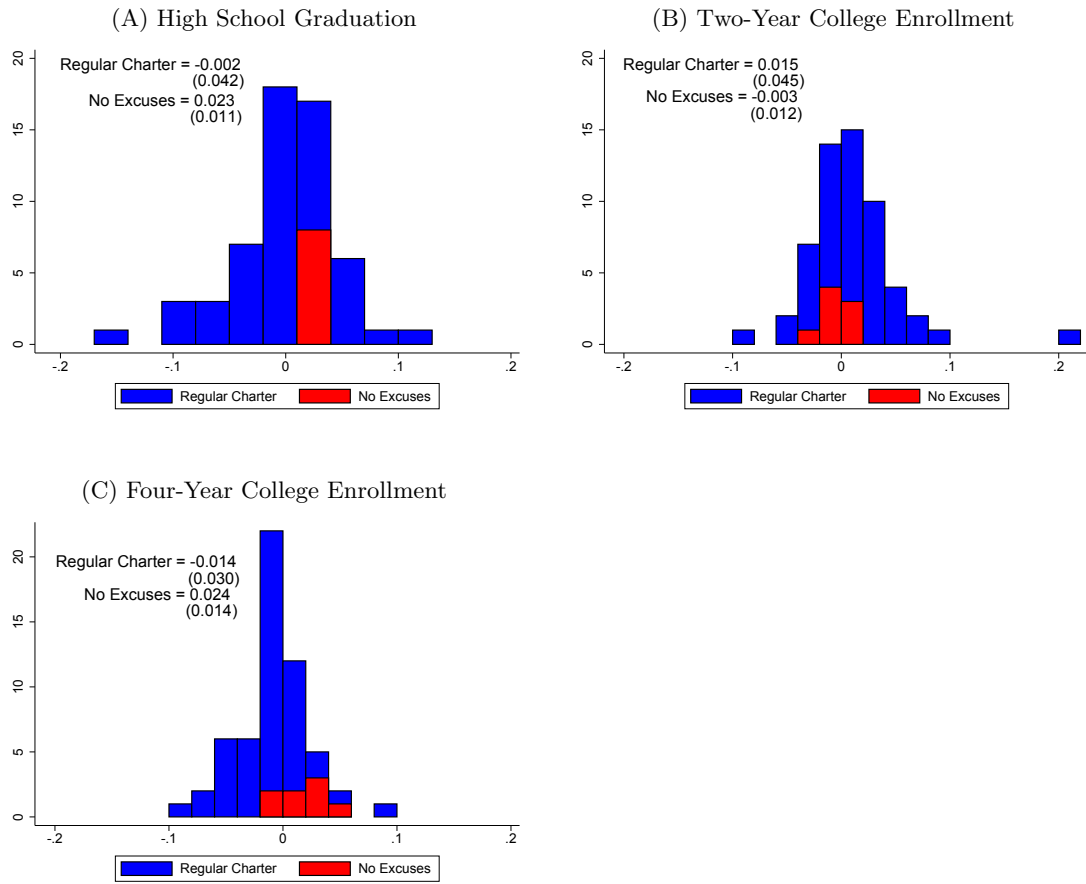 (A) High School Graduation
Regular Charter = -0.002
(0.042)
No Excuses = 0.023
(0.011)
20
15
10
5
0
-.2
-.1
0
.1
.2
Regular Charter
No Excuses
(B) Two-Year College Enrollment
Regular Charter = 0.015
(0.045)
No Excuses = -0.003
(0.012)
20
15
10
5
0
-.2
-.1
0
.1
.2
Regular Charter
No Excuses
(C) Four-Year College Enrollment
Regular Charter = -0.014
(0.030)
No Excuses = 0.024
(0.014)
20
15
10
5
0
-.2
-.1
0
.1
.2
Regular Charter
No Excuses